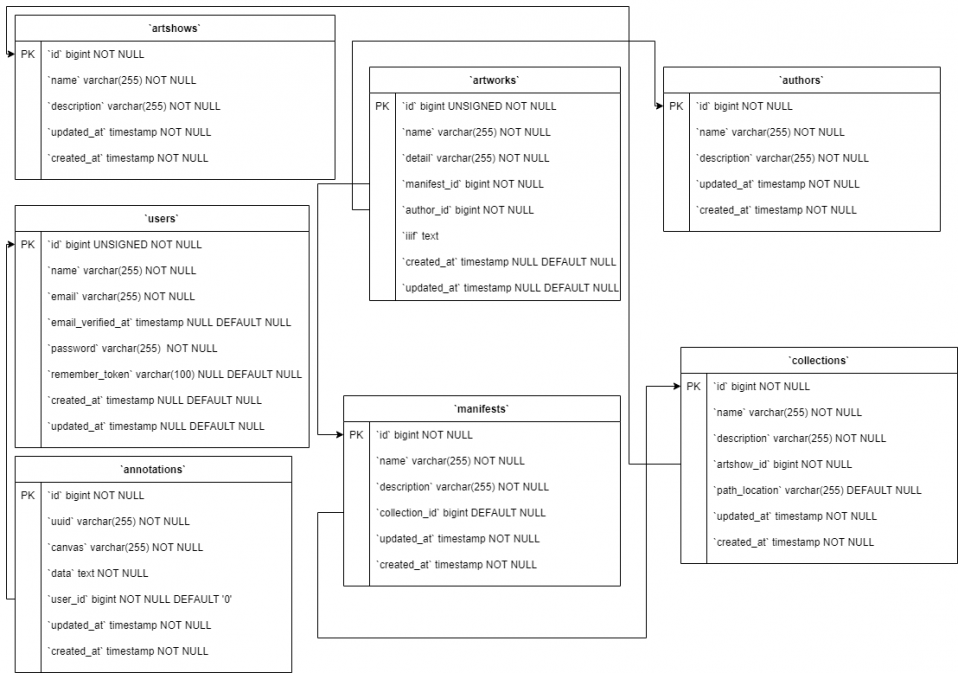 `artshows`
PK
`id` bigint NOT NULL
`name` varchar(255) NOT NULL
`description` varchar(255) NOT NULL
`updated_at` timestamp NOT NULL
`created_at` timestamp NOT NULL
`artworks`
PK
`id` bigint UNSIGNED NOT NULL
`name` varchar(255) NOT NULL
`detail` varchar(255) NOT NULL
`manifest_id` bigint NOT NULL
`author_id` bigint NOT NULL
`iiif` text
`created_at` timestamp NULL DEFAULT NULL
`updated_at` timestamp NULL DEFAULT NULL
`authors`
PK
`id` bigint NOT NULL
`name` varchar(255) NOT NULL
`description` varchar(255) NOT NULL
`updated_at` timestamp NOT NULL
`created_at` timestamp NOT NULL
`users`
PK
`id` bigint UNSIGNED NOT NULL
`name` varchar(255) NOT NULL
`email` varchar(255) NOT NULL
`email_verified_at` timestamp NULL DEFAULT NULL
`password` varchar(255)  NOT NULL
`remember_token` varchar(100) NULL DEFAULT NULL
`created_at` timestamp NULL DEFAULT NULL
`updated_at` timestamp NULL DEFAULT NULL
`manifests`
PK
`id` bigint NOT NULL
`name` varchar(255) NOT NULL
`description` varchar(255) NOT NULL
`collection_id` bigint DEFAULT NULL
`updated_at` timestamp NOT NULL
`created_at` timestamp NOT NULL
`collections`
PK
`id` bigint NOT NULL
`name` varchar(255) NOT NULL
`description` varchar(255) NOT NULL
`artshow_id` bigint NOT NULL
`path_location` varchar(255) DEFAULT NULL
`updated_at` timestamp NOT NULL
`created_at` timestamp NOT NULL
`annotations`
PK
`id` bigint NOT NULL
`uuid` varchar(255) NOT NULL
`canvas` varchar(255) NOT NULL
`data` text NOT NULL
`user_id` bigint NOT NULL DEFAULT '0'
`updated_at` timestamp NOT NULL
`created_at` timestamp NOT NULL